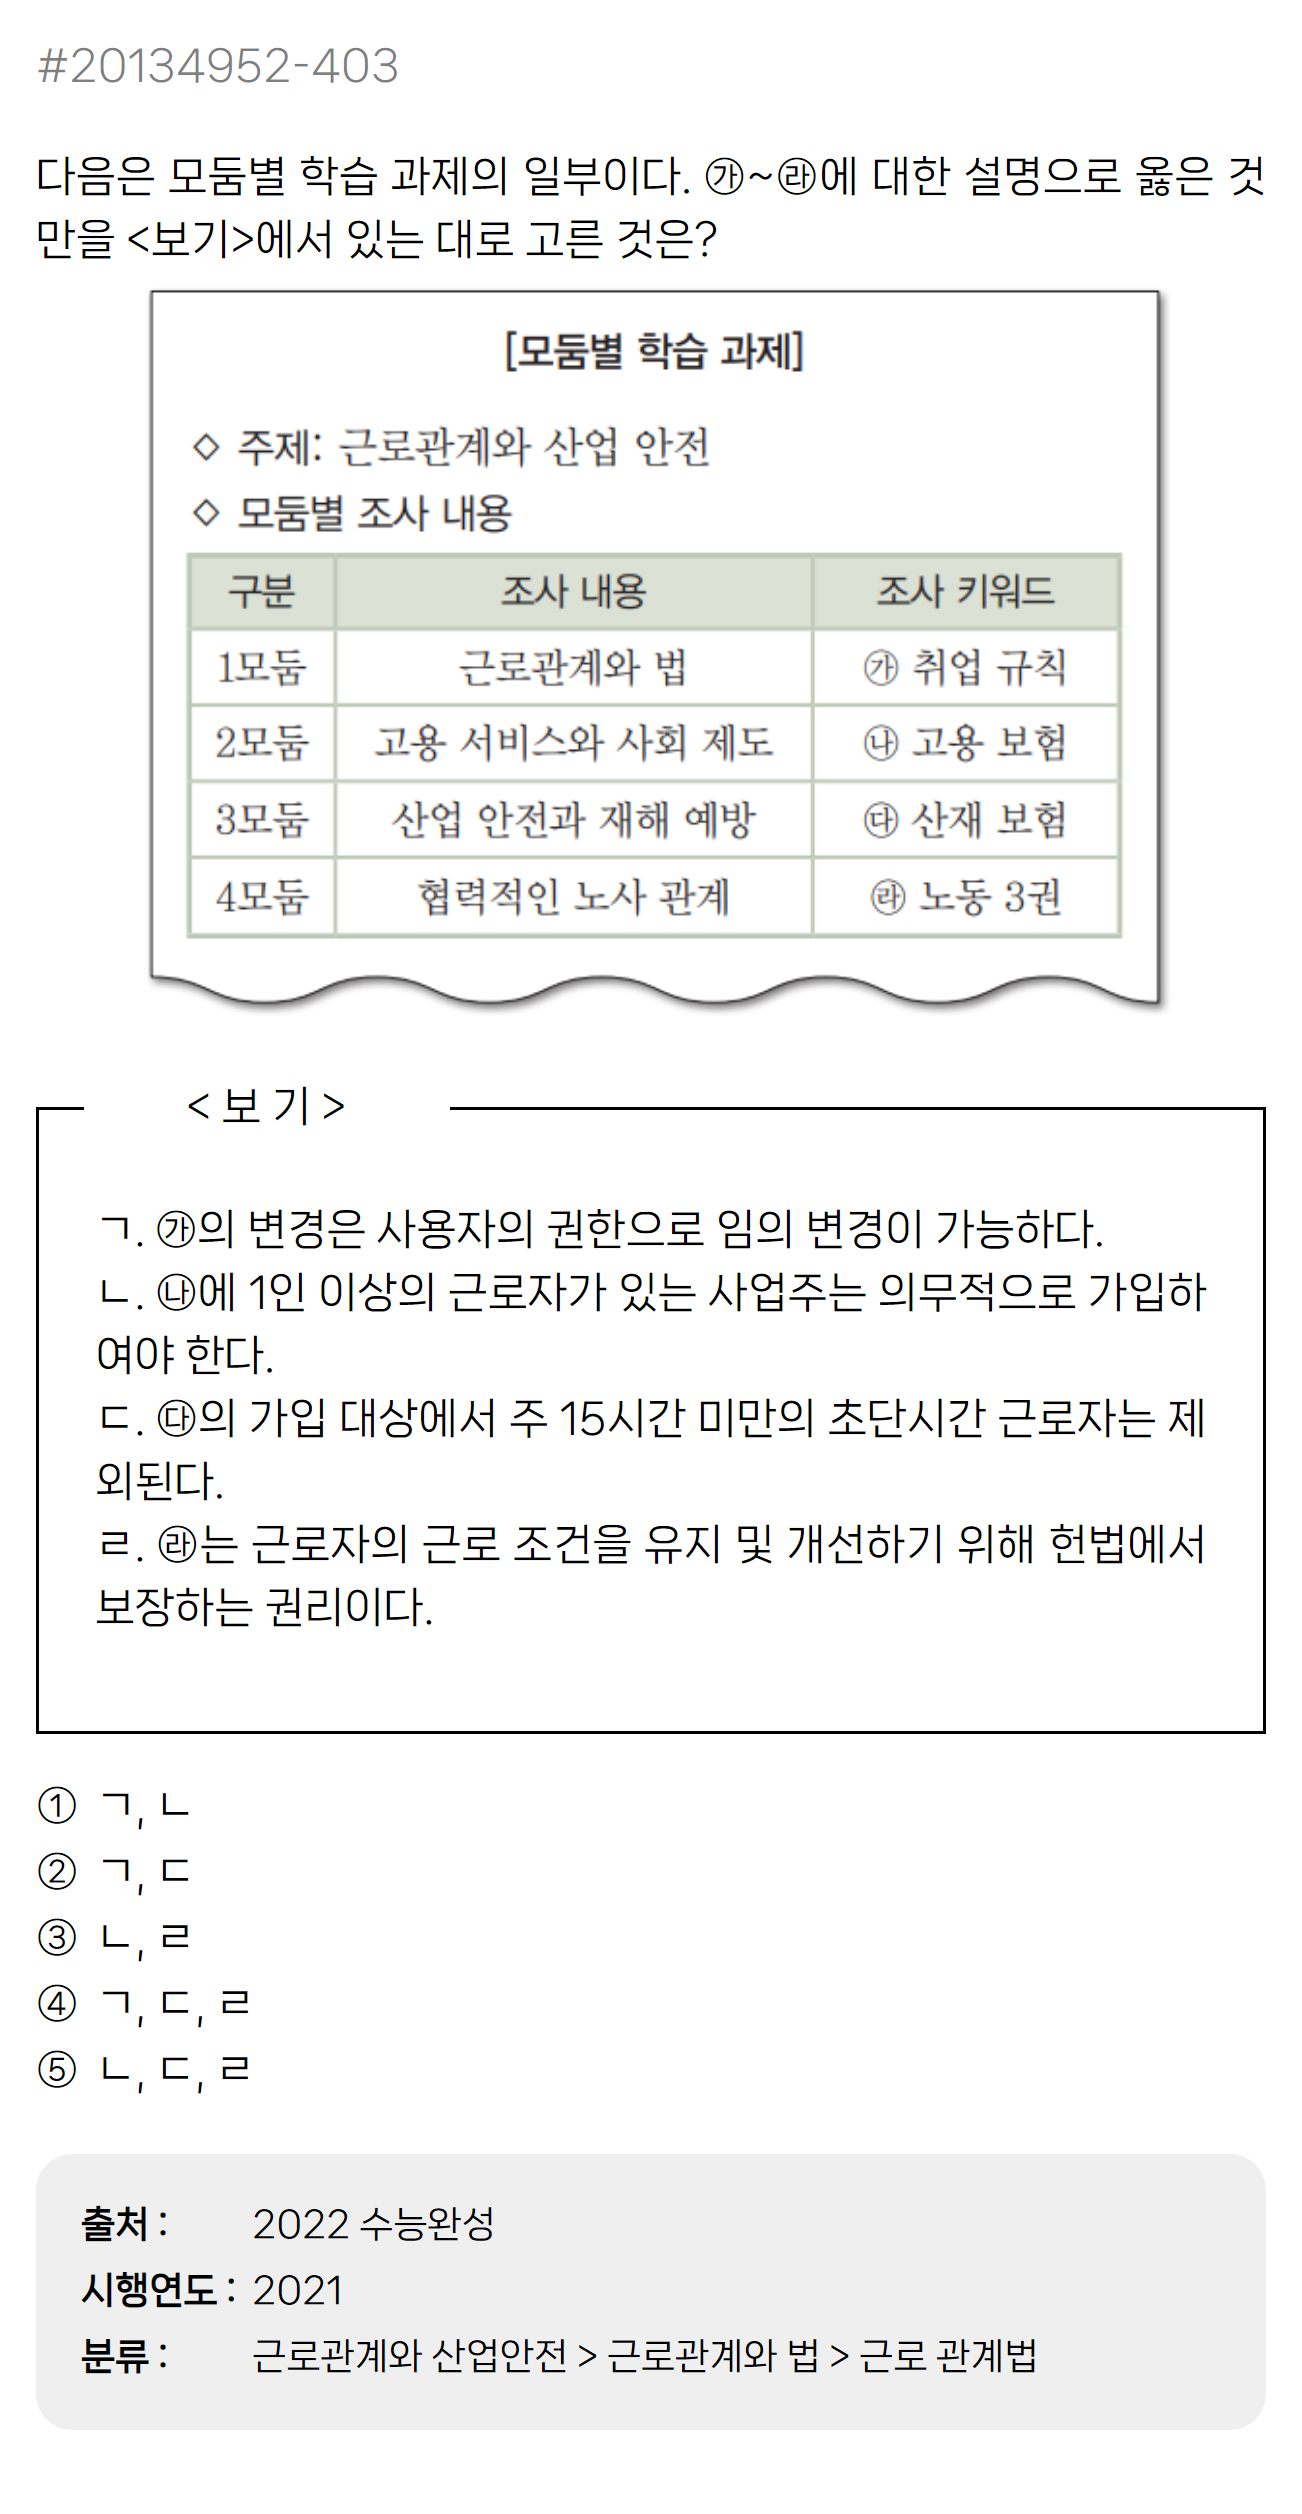 #20134952-403
다음은 모둠별 학습 과제의 일부이다. ㉮~㉱에 대한 설명으로 옳은 것
만을 <보기>에서 있는 대로 고른 것은?
[모둠별 학습 과제]
◇ 주제: 근로관계와 산업 안전
◇ 모둠별 조사 내용
구분 조사 내용 조사 키워드
1모둠 근로관계와 법 ㉮ 취업 규칙
2모둠 고용 서비스와 사회 제도 ㉯ 고용 보험
3모둠 산업 안전과 재해 예방 ㉰ 산재 보험
4모둠 협력적인 노사 관계 ㉱ 노동 3권
< 보 기 >
ㄱ. ㉮의 변경은 사용자의 권한으로 임의 변경이 가능하다.
ㄴ. ㉯에 1인 이상의 근로자가 있는 사업주는 의무적으로 가입하
여야 한다.
ㄷ. ㉰의 가입 대상에서 주 15시간 미만의 초단시간 근로자는 제
외된다.
ㄹ. ㉱는 근로자의 근로 조건을 유지 및 개선하기 위해 헌법에서
보장하는 권리이다.
① ㄱ, ㄴ
② ㄱ, ㄷ
③ ㄴ, ㄹ
④ ㄱ, ㄷ, ㄹ
⑤ ㄴ, ㄷ, ㄹ
출처 : 2022 수능완성
시행연도 : 2021
분류 : 근로관계와 산업안전 > 근로관계와 법 > 근로 관계법